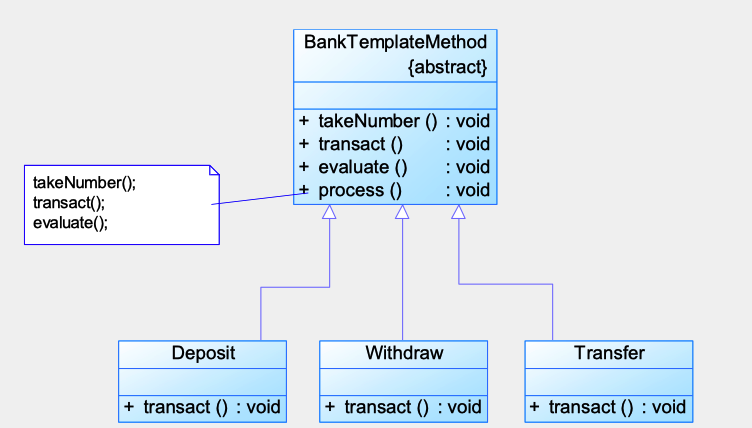 BankTemplateMethod
{abstract}
+ takeNumber () : void
+ transact () : void
+ evaluate () : void
+ process () : void
takeNumber();
transact();
evaluate();
Deposit
+ transact () : void
Withdraw
+ transact () : void
Transfer
+ transact () : void